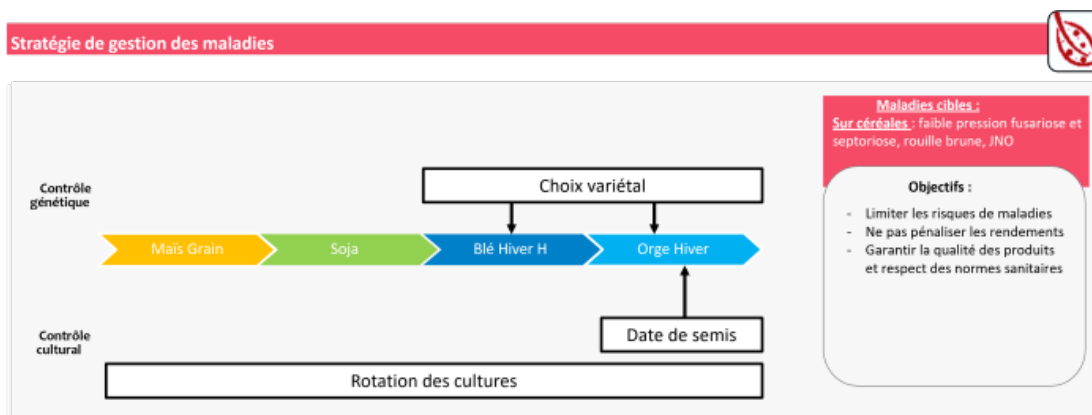 Stratégie de gestion des maladies
Maladies cibles :
Sur céréales : faible pression fusariose et
septoriose, rouille brune, JNO
Contrôle
génétique
Choix variétal
Maïs Grain
Soja
Blé Hiver H
Orge Hiver
Objectifs :
- Limiter les risques de maladies
- Ne pas pénaliser les rendements
- Garantir la qualité des produits
et respect des normes sanitaires
Contrôle
cultural
Date de semis
Rotation des cultures